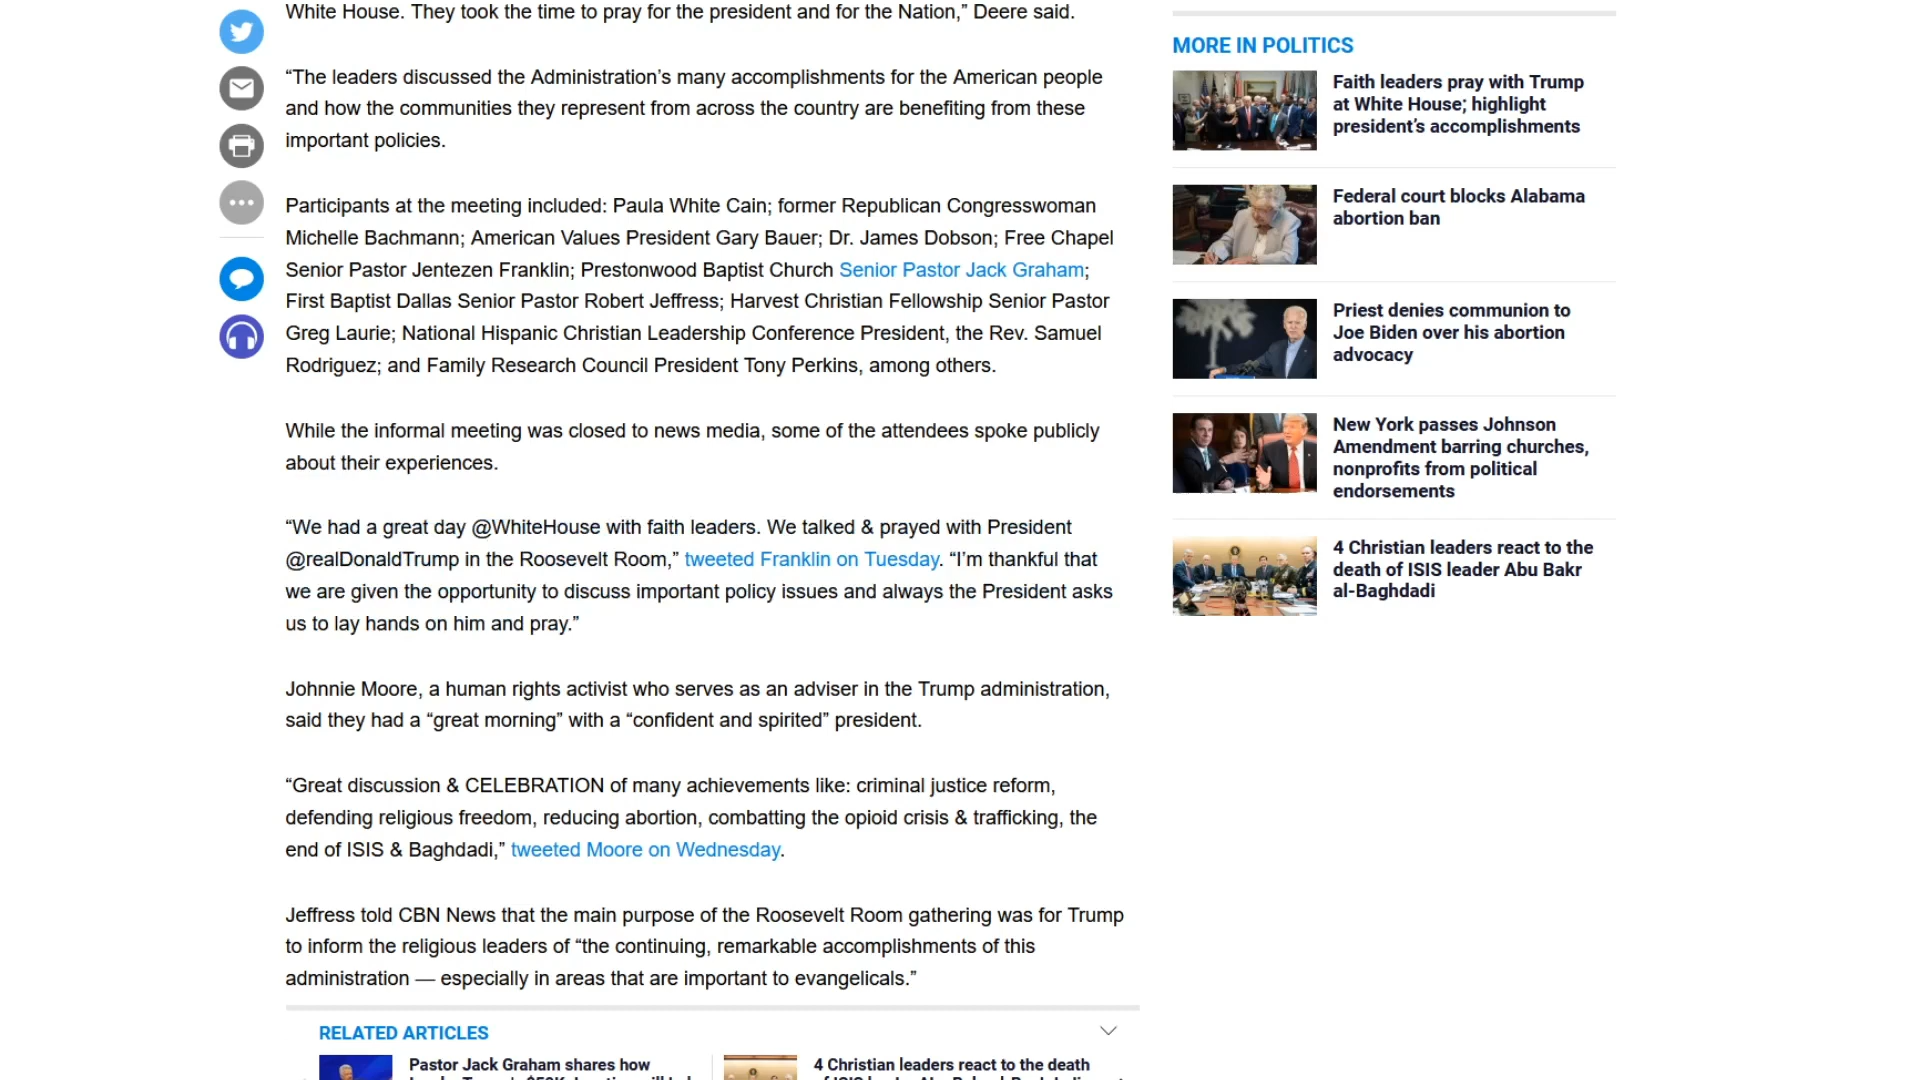 White House. They took the time to pray for the president and for the Nation,” Deere said.
“The leaders discussed the Administration’s many accomplishments for the American people
and how the communities they represent from across the country are benefiting from these
important policies.
Participants at the meeting included: Paula White Cain; former Republican Congresswoman
Michelle Bachmann; American Values President Gary Bauer; Dr. James Dobson; Free Chapel
Senior Pastor Jentezen Franklin; Prestonwood Baptist Church Senior Pastor Jack Graham;
First Baptist Dallas Senior Pastor Robert Jeffress; Harvest Christian Fellowship Senior Pastor
Greg Laurie; National Hispanic Christian Leadership Conference President, the Rev. Samuel
Rodriguez; and Family Research Council President Tony Perkins, among others.
While the informal meeting was closed to news media, some of the attendees spoke publicly
about their experiences.
“We had a great day @WhiteHouse with faith leaders. We talked & prayed with President
@realDonaldTrump in the Roosevelt Room,” tweeted Franklin on Tuesday. “I’m thankful that
we are given the opportunity to discuss important policy issues and always the President asks
us to lay hands on him and pray.”
Johnnie Moore, a human rights activist who serves as an adviser in the Trump administration,
said they had a “great morning” with a “confident and spirited” president.
“Great discussion & CELEBRATION of many achievements like: criminal justice reform,
defending religious freedom, reducing abortion, combatting the opioid crisis & trafficking, the
end of ISIS & Baghdadi,” tweeted Moore on Wednesday.
Jeffress told CBN News that the main purpose of the Roosevelt Room gathering was for Trump
to inform the religious leaders of “the continuing, remarkable accomplishments of this
administration — especially in areas that are important to evangelicals.”
RELATED ARTICLES
Pastor Jack Graham shares how
4 Christian leaders react to the death
MORE IN POLITICS
Faith leaders pray with Trump
at White House; highlight
president’s accomplishments
Federal court blocks Alabama
abortion ban
Priest denies communion to
Joe Biden over his abortion
advocacy
New York passes Johnson
Amendment barring churches,
nonprofits from political
endorsements
4 Christian leaders react to the
death of ISIS leader Abu Bakr
al-Baghdadi